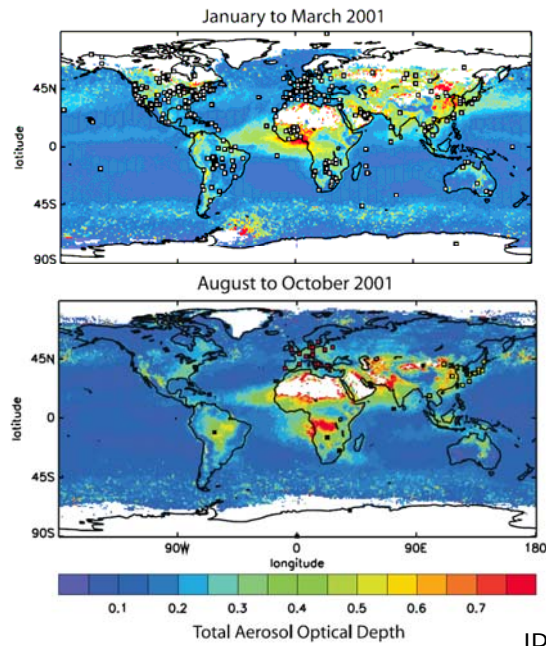 January to March 2001
45N
0
45S
90S
latitude
August to October 2001
45N
0
45S
90S
latitude
90W 0 90E 180
longitude
0.1 0.2 0.3 0.4 0.5 0.6 0.7
Total Aerosol Optical Depth